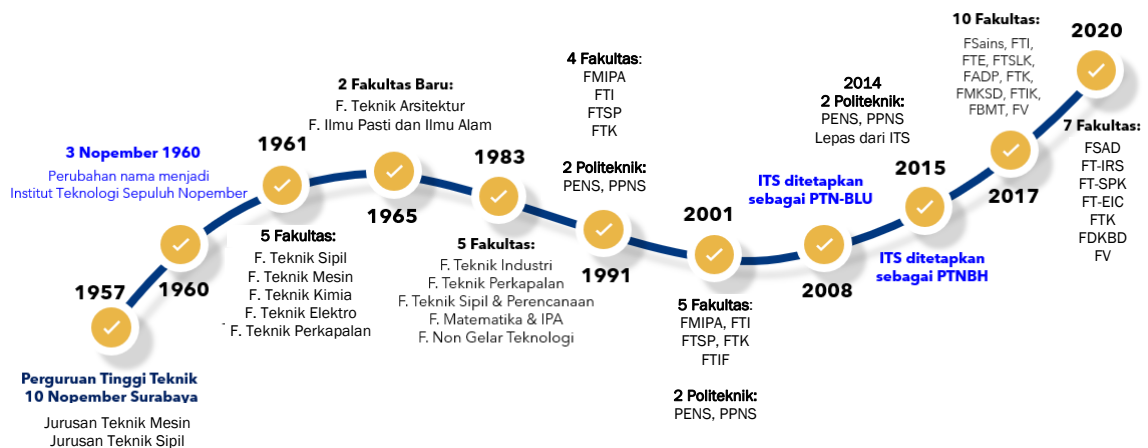 1957
Perguruan Tinggi Teknik
10 Nopember Surabaya
Jurusan Teknik Mesin
Jurusan Teknik Sipil
3 Nopember 1960
Perubahan nama menjadi
Institut Teknologi Sepuluh Nopember
1960
1961
5 Fakultas:
F. Teknik Sipil
F. Teknik Mesin
F. Teknik Kimia
F. Teknik Elektro
F. Teknik Perkapalan
2 Fakultas Baru:
F. Teknik Arsitektur
F. Ilmu Pasti dan Ilmu Alam
1965
1983
5 Fakultas:
F. Teknik Industri
F. Teknik Perkapalan
F. Teknik Sipil & Perencanaan
F. Matematika & IPA
F. Non Gelar Teknologi
4 Fakultas:
FMIPA
FTI
FTSP
FTK
2 Politeknik:
PENS, PPNS
1991
2001
5 Fakultas:
FMIPA, FTI
FTSP, FTK
FTIF
2 Politeknik:
PENS, PPNS
ITS ditetapkan
sebagai PTN-BLU
2008
2014
2 Politeknik:
PENS, PPNS
Lepas dari ITS
2015
ITS ditetapkan
sebagai PTNBH
10 Fakultas:
FSains, FTI,
FTE, FTSLK,
FADP, FTK,
FMKSD, FTIK,
FBMT, FV
2017
2020
7 Fakultas:
FSAD
FT-IRS
FT-SPK
FT-EIC
FTK
FDKBD
FV